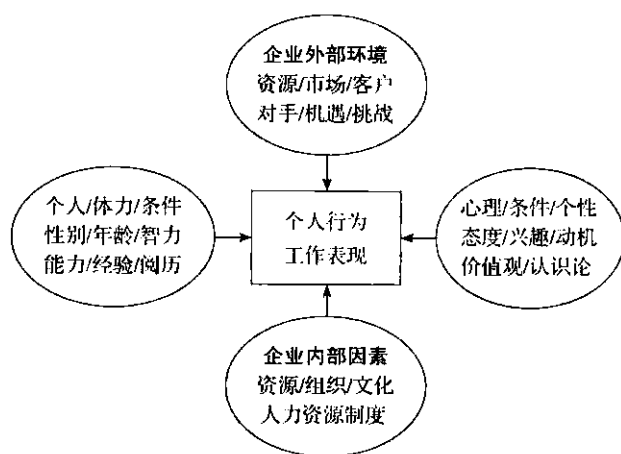 企业外部环境
资源/市场/客户
对手/机遇/挑战
个人/体力/条件
性别/年龄/智力
能力/经验/阅历
个人行为
工作表现
心理/条件/个性
态度/兴趣/动机
价值观/认识论
企业内部因素
资源/组织/文化
人力资源制度